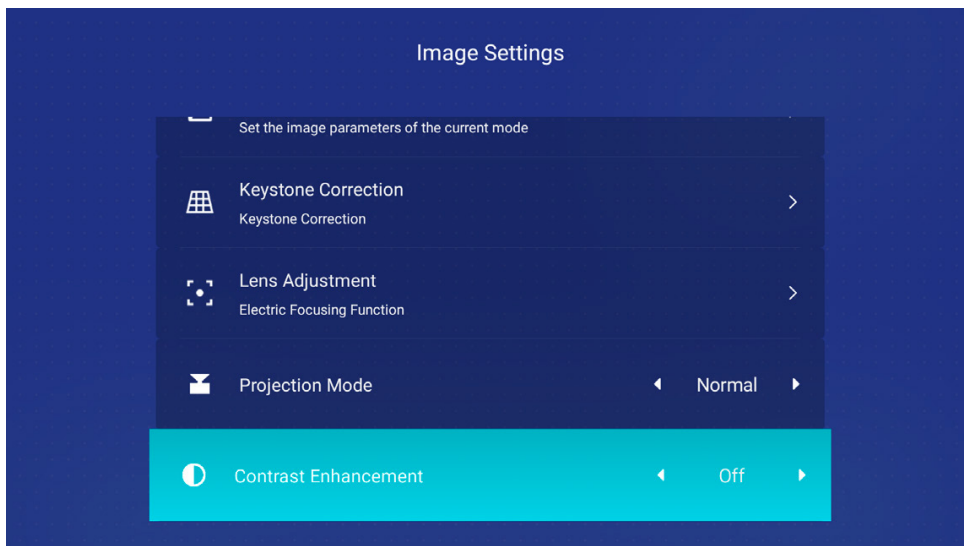 Image Settings
Set the image parameters of the current mode
Keystone Correction
Keystone Correction
Lens Adjustment
Electric Focusing Function
Projection Mode
Normal
Contrast Enhancement
Off